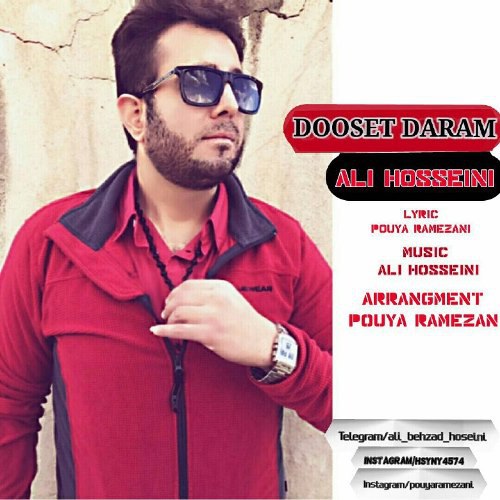 DOOSET DARAM
ALI HOSSEINI
LYRIC
POUYA RAMEZANI
MUSIC
ALI HOSSEINI
ARRANGMENT
POUYA RAMEZAN
Telegram/ali_behzad_hoseini
INSTAGRAM/HSYNY4574
Instagram/pouyaramezani